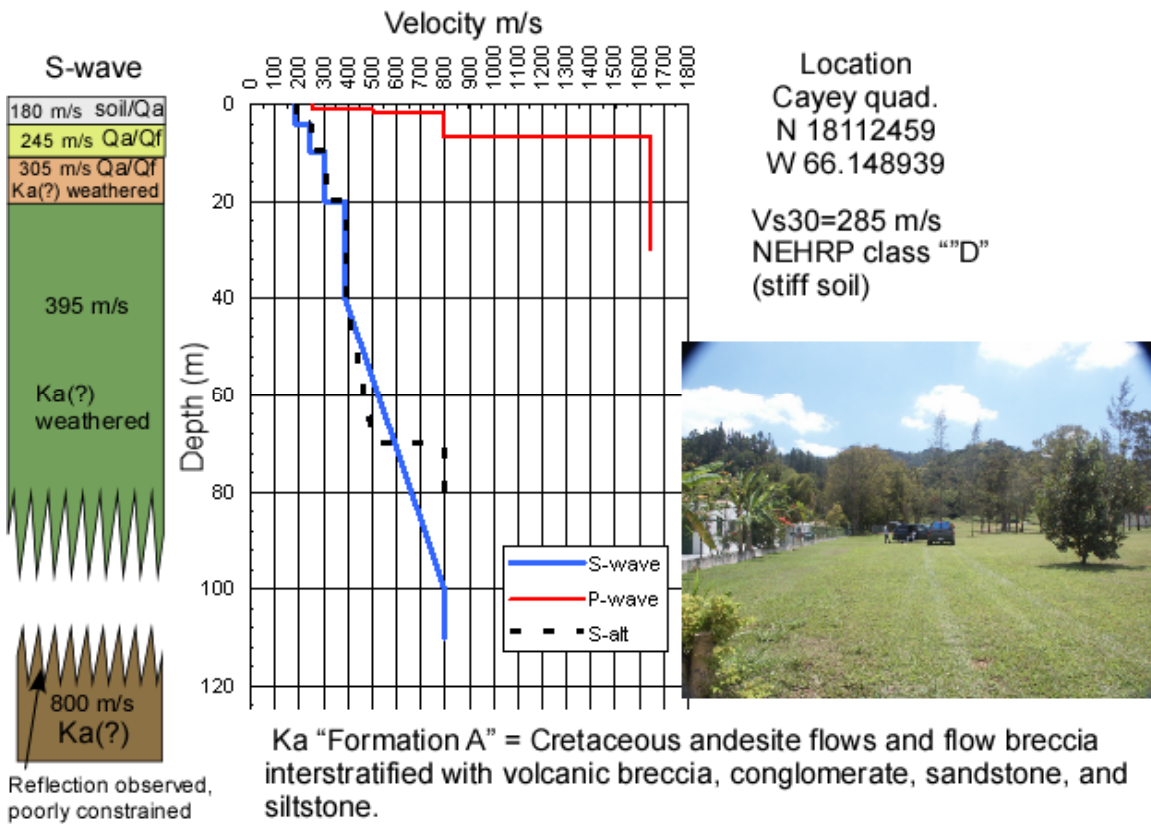 Velocity m/s
0 100 200 300 400 500 600 700 800 900 1000 1100 1200 1300 1400 1500 1600 1700 1800
S-wave
180 m/s soil/Qa
245 m/s Qa/Qf
305 m/s Qa/Qf
Ka(?) weathered
395 m/s
Ka(?)
weathered
800 m/s
Ka(?)
Reflection observed,
poorly constrained
Depth (m)
0
20
40
60
80
100
120
S-wave
P-wave
S-alt
Location
Cayey quad.
N 18112459
W 66.148939
Vs30=285 m/s
NEHRP class “”D”
(stiff soil)
Ka “Formation A” = Cretaceous andesite flows and flow breccia
interstratified with volcanic breccia, conglomerate, sandstone, and
siltstone.